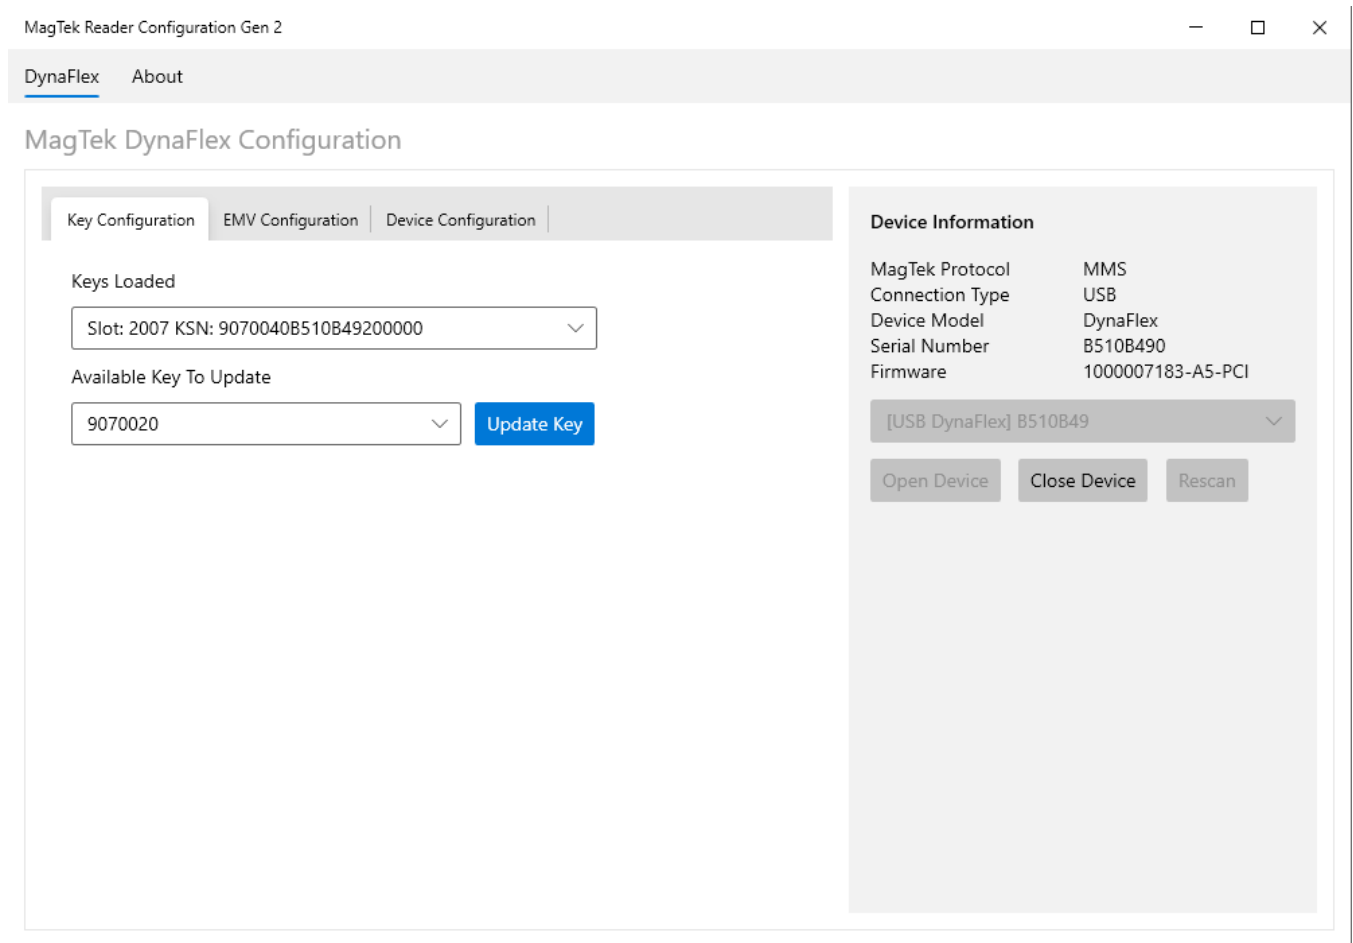 MagTek Reader Configuration Gen 2
DynaFlex About
MagTek DynaFlex Configuration
Key Configuration EMV Configuration Device Configuration
Keys Loaded
Slot: 2007 KSN: 9070040B510B49200000
Available Key To Update
9070020 Update Key
Device Information
MagTek Protocol MMS
Connection Type USB
Device Model DynaFlex
Serial Number B510B490
Firmware 1000007183-A5-PCI
[USB DynaFlex] B510B49
Open Device Close Device Rescan